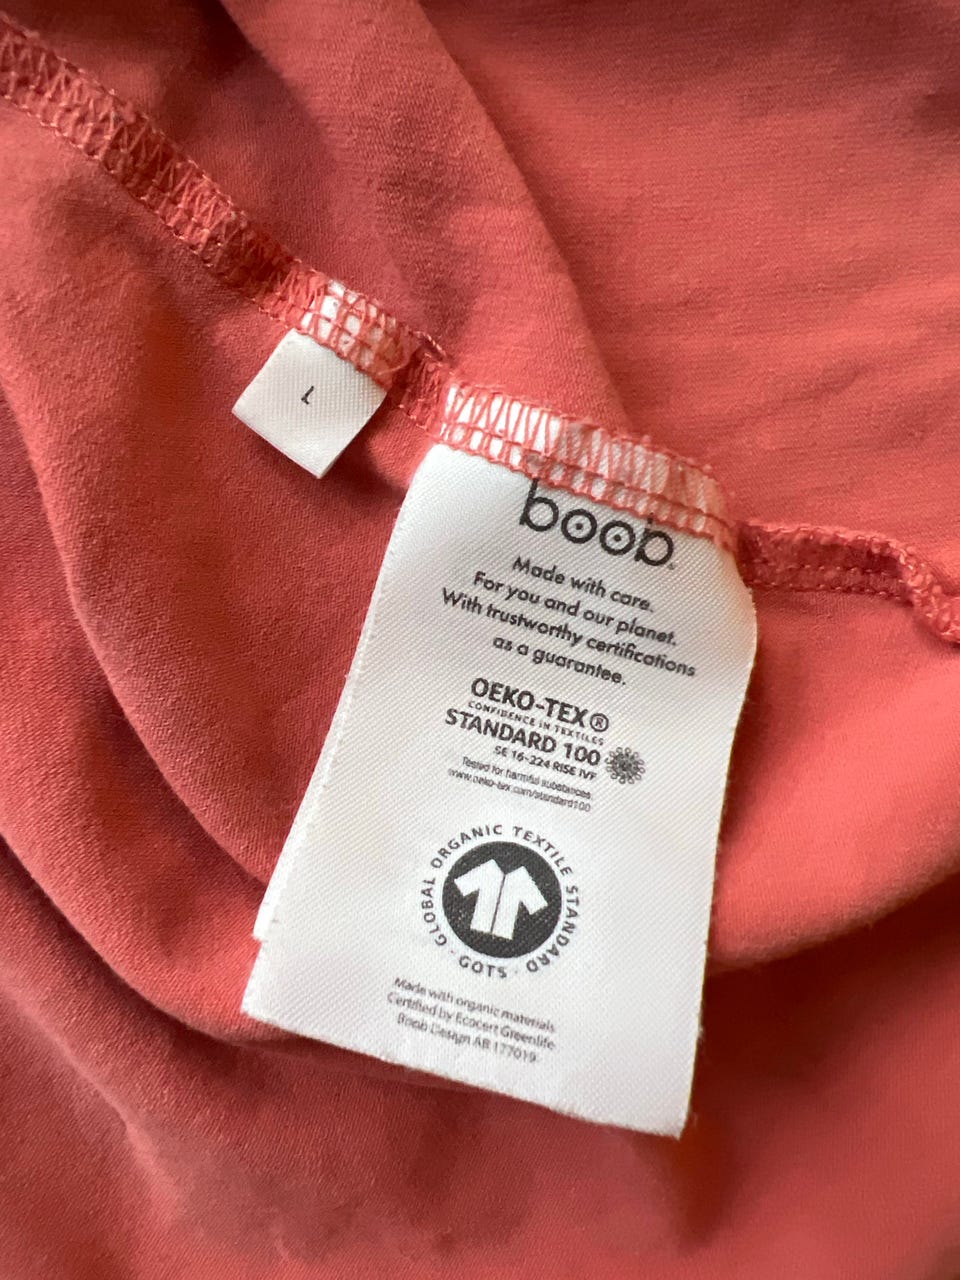 L
boob
Made with care.
For you and our planet.
With trustworthy certifications
as a guarantee.
OEKO-TEX®
CONFIDENCE IN TEXTILES
STANDARD 100
SE 16-224 RISE IVF
Tested for harmful substances.
www.oeko-tex.com/standard100
GLOBAL ORGANIC TEXTILE STANDARD
· GOTS ·
Made with organic materials
Certified by Ecocert Greenlife
Boob Design AB 177019